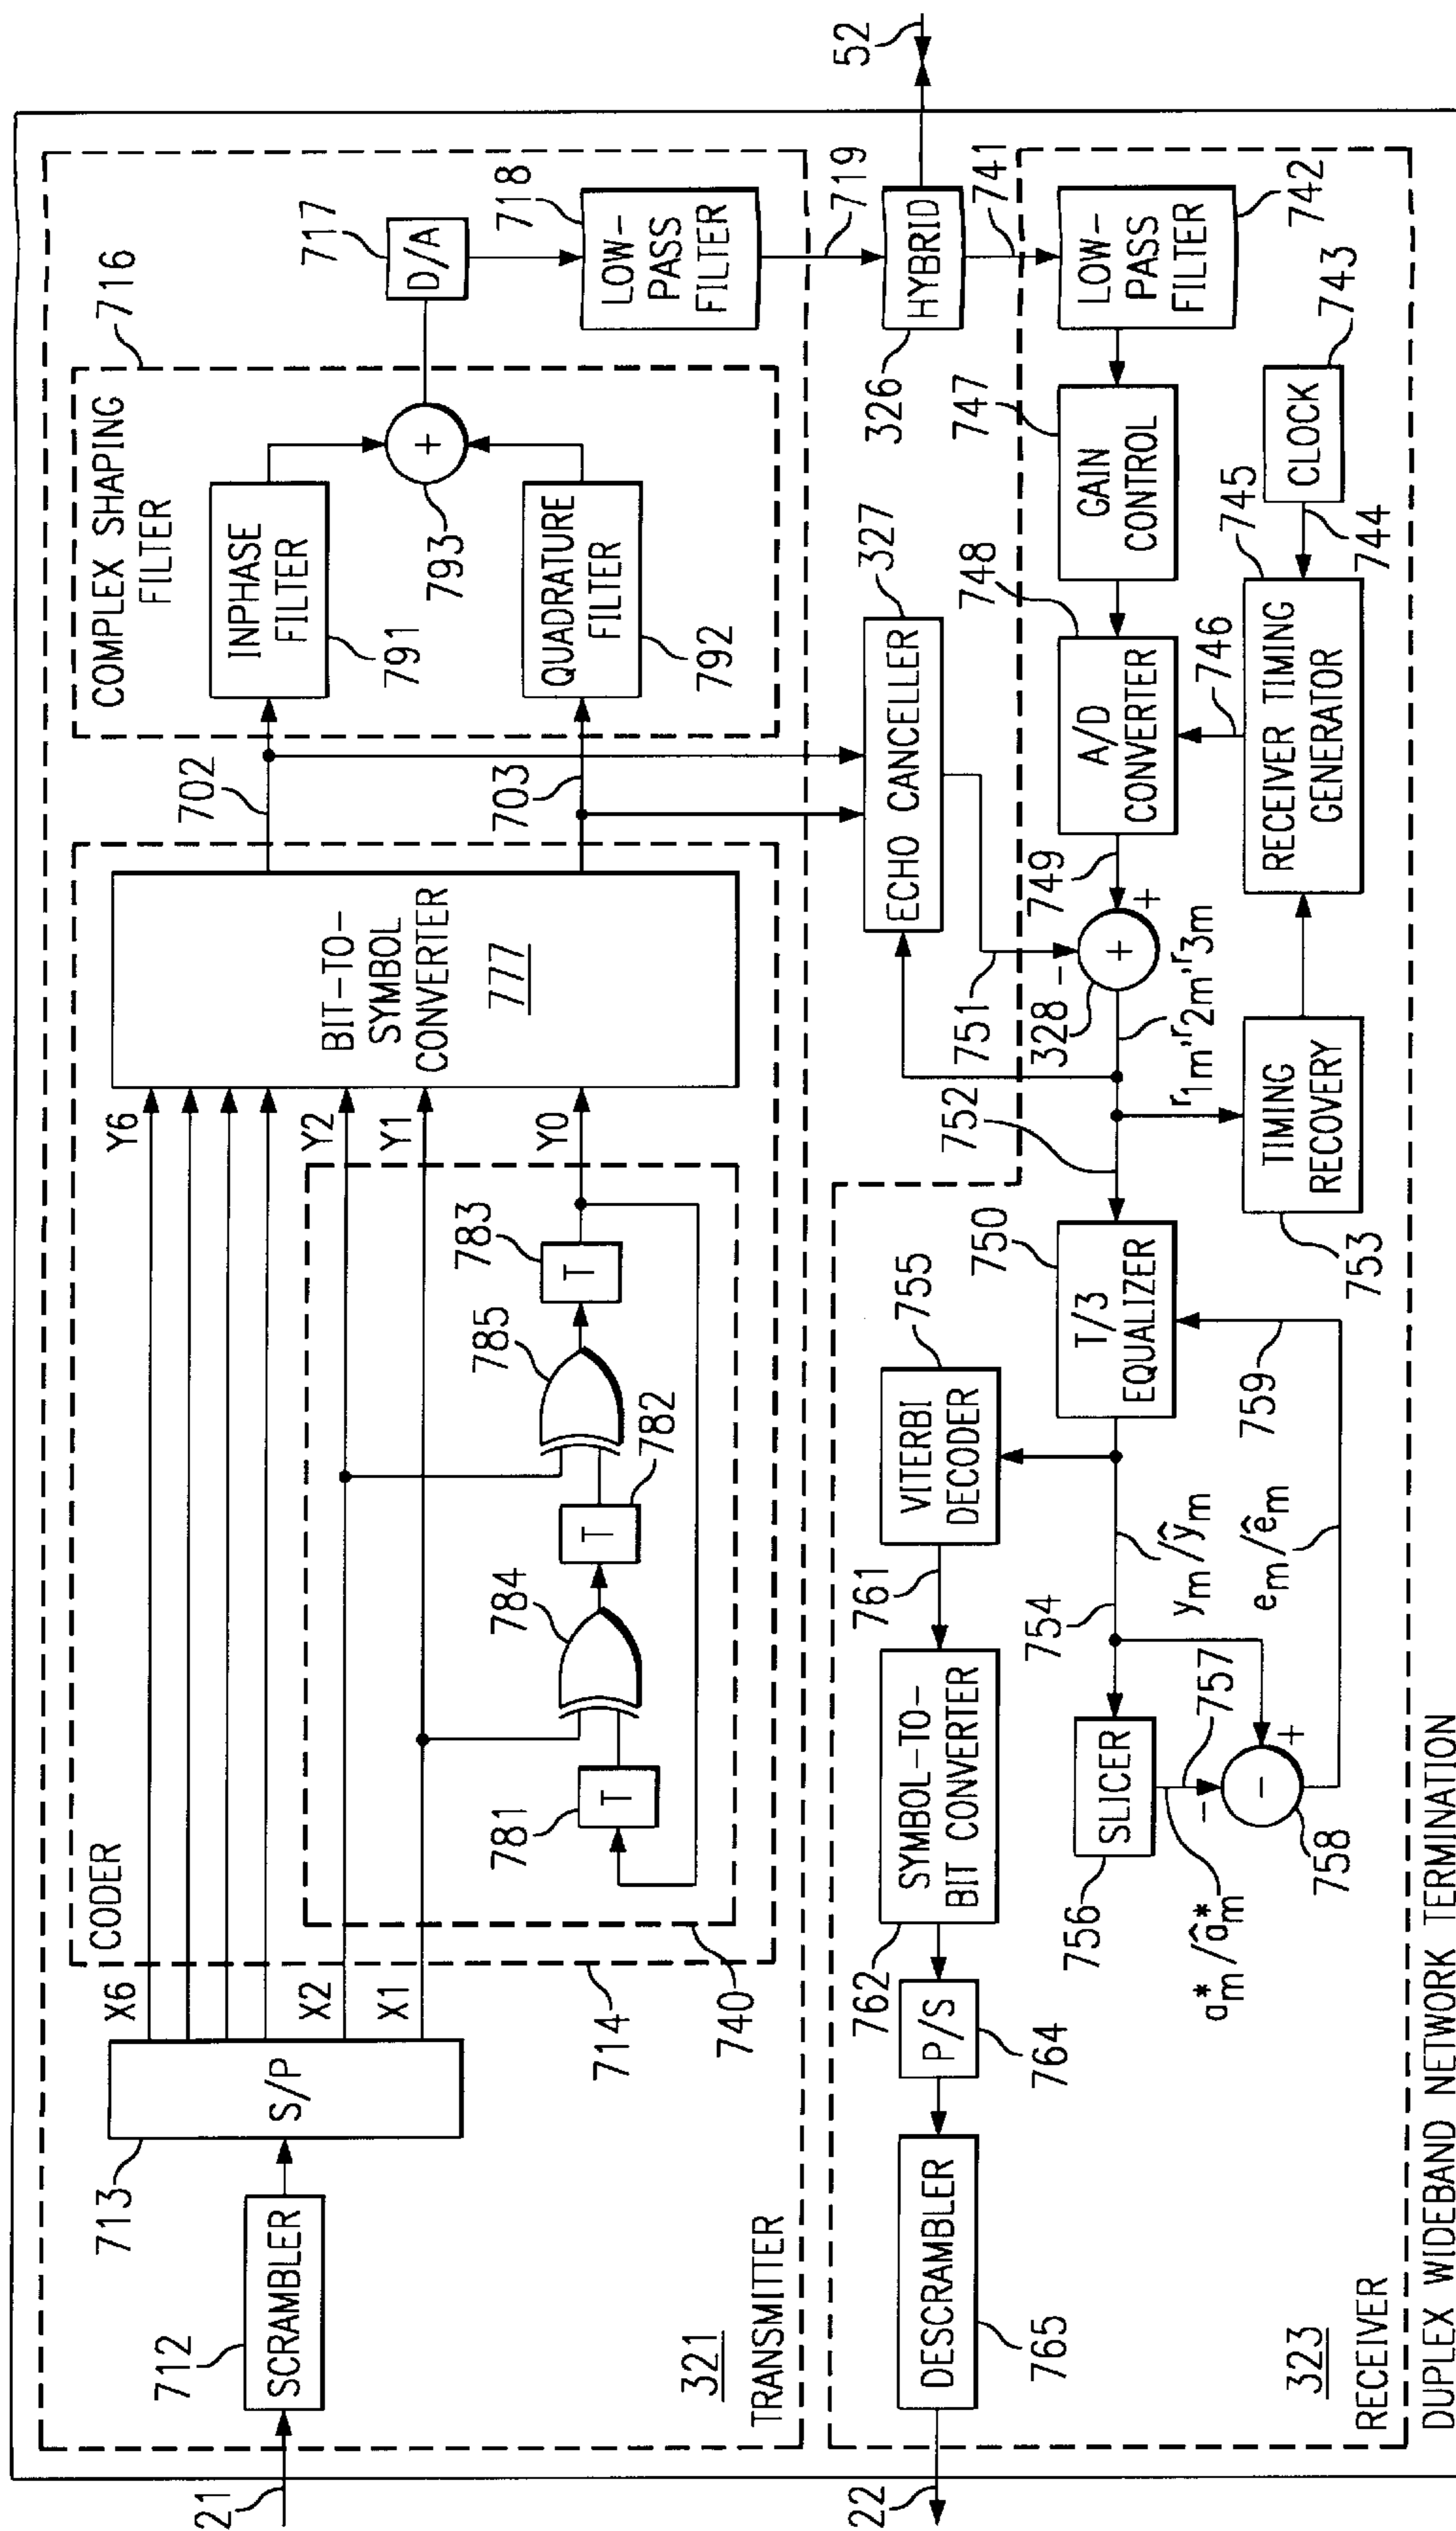 21
712
SCRAMBLER
713
S/P
X6
X2
X1
CODER
714
740
781
T
784
T
782
785
783
T
Y6
Y2
Y1
Y0
BIT-TO-
SYMBOL
CONVERTER
777
702
703
COMPLEX SHAPING
FILTER
716
INPHASE
FILTER
791
793
+
QUADRATURE
FILTER
792
717
D/A
718
LOW-
PASS
FILTER
719
321
TRANSMITTER
HYBRID
326
52
741
327
ECHO CANCELLER
LOW-
PASS
FILTER
742
747
GAIN
CONTROL
743
CLOCK
744
745
RECEIVER TIMING
GENERATOR
746
748
A/D
CONVERTER
749
+
+
-
328
751
r1m,r2m,r3m
752
TIMING
RECOVERY
753
750
T/3
EQUALIZER
759
755
VITERBI
DECODER
761
754
ym/ŷm
em/êm
SYMBOL-TO-
BIT CONVERTER
762
SLICER
756
757
-
-
+
758
a*m/â*m
P/S
764
DESCRAMBLER
765
22
323
RECEIVER
DUPLEX WIDEBAND NETWORK TERMINATION